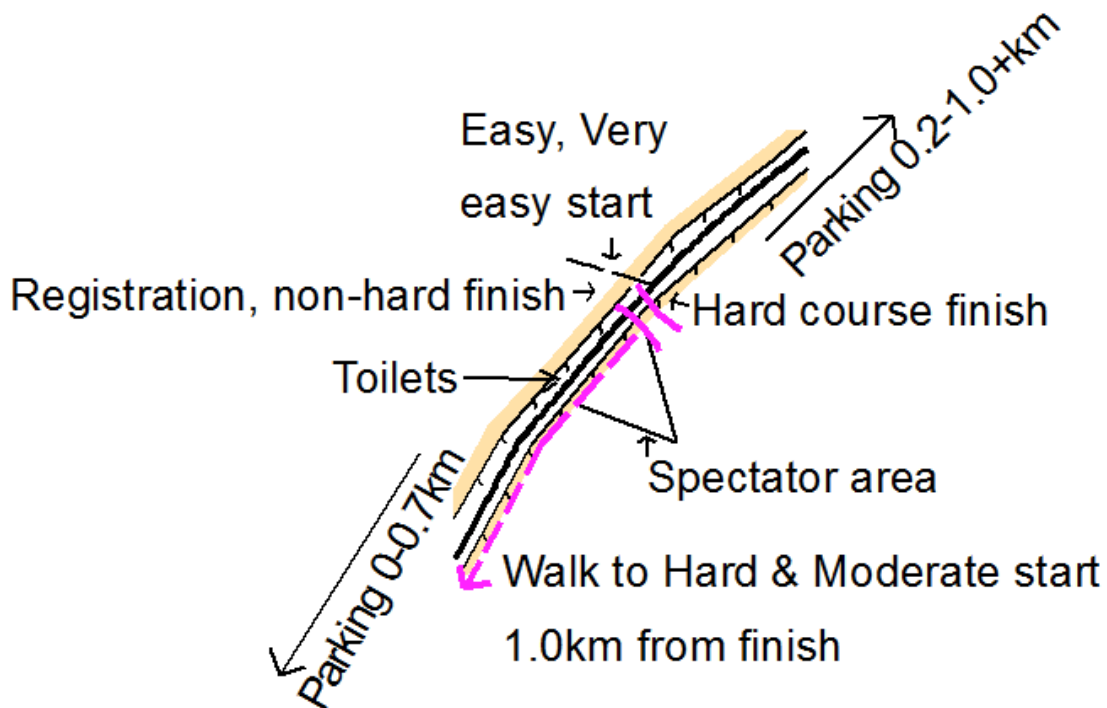 Parking 0.2-1.0+km
Easy, Very
easy start
Registration, non-hard finish
Hard course finish
Toilets
Spectator area
Parking 0-0.7km
Walk to Hard & Moderate start
1.0km from finish